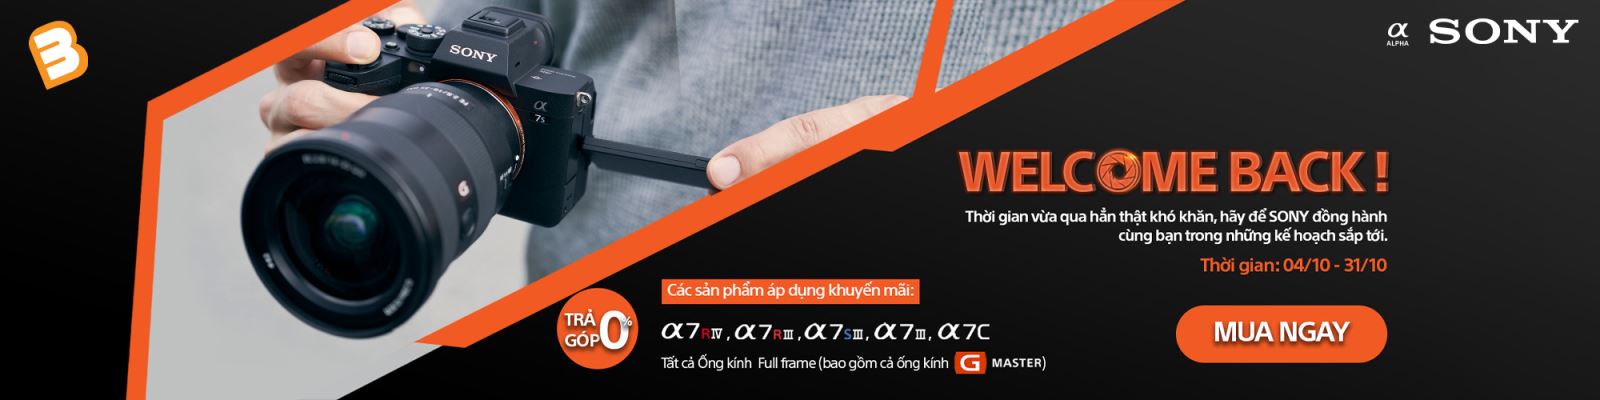 B
α ALPHA SONY
SONY
α
7S
WELCOME BACK !
Thời gian vừa qua hẳn thật khó khăn, hãy để SONY đồng hành
cùng bạn trong những kế hoạch sắp tới.
Thời gian: 04/10 - 31/10
MUA NGAY
TRẢ
GÓP 0%
Các sản phẩm áp dụng khuyến mãi:
α7RIV, α7RIII, α7SIII, α7III, α7C
Tất cả Ống kính Full frame (bao gồm cả ống kính G MASTER)